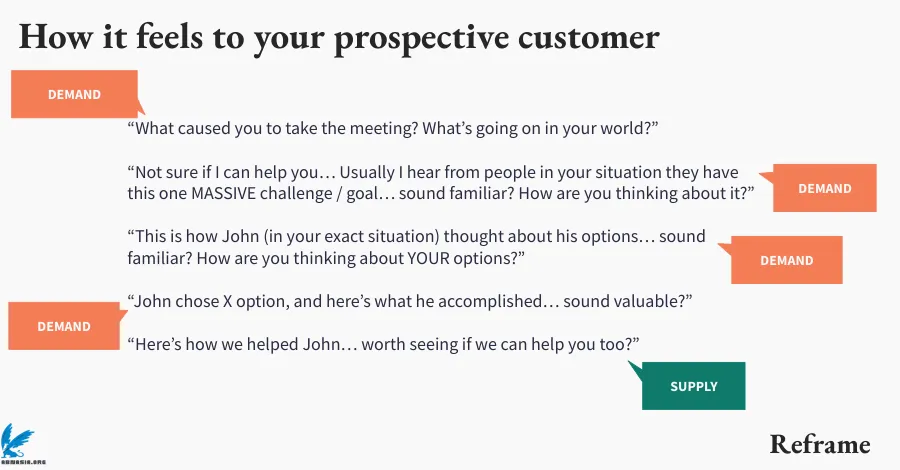 How it feels to your prospective customer
DEMAND
“What caused you to take the meeting? What’s going on in your world?”
“Not sure if I can help you… Usually I hear from people in your situation they have
this one MASSIVE challenge / goal… sound familiar? How are you thinking about it?”
DEMAND
“This is how John (in your exact situation) thought about his options… sound
familiar? How are you thinking about YOUR options?”
DEMAND
“John chose X option, and here’s what he accomplished… sound valuable?”
DEMAND
“Here’s how we helped John… worth seeing if we can help you too?”
SUPPLY
Reframe